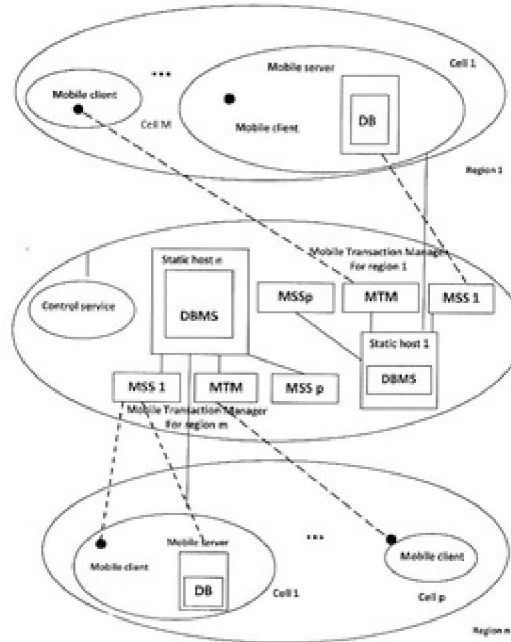 Cell 1
Mobile server
Mobile client
Cell M
DB
Mobile client
Region 1
Mobile Transaction Manager
For region 1
Static host n
MSSp
MTM
MSS 1
Control service
DBMS
Static host 1
DBMS
MSS 1
MTM
MSS p
Mobile Transaction Manager
For region m
Mobile server
Mobile client
Mobile client
DB
Cell 1
Cell p